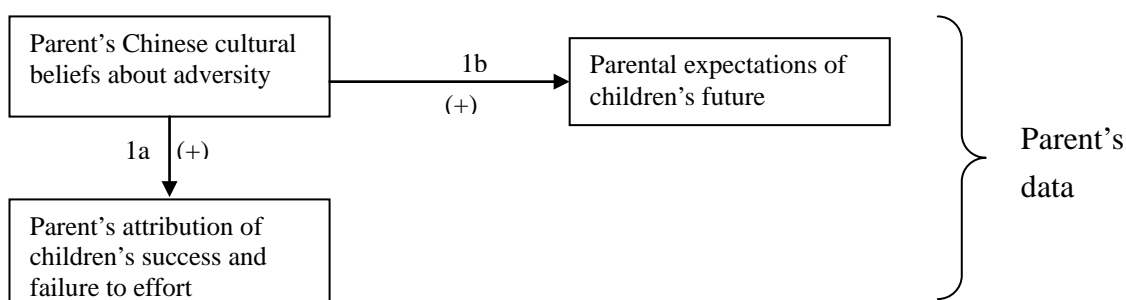 Parent's Chinese cultural
beliefs about adversity
1b
(+)
Parental expectations of
children's future
1a
(+)
Parent's attribution of
children's success and
failure to effort
Parent's
data